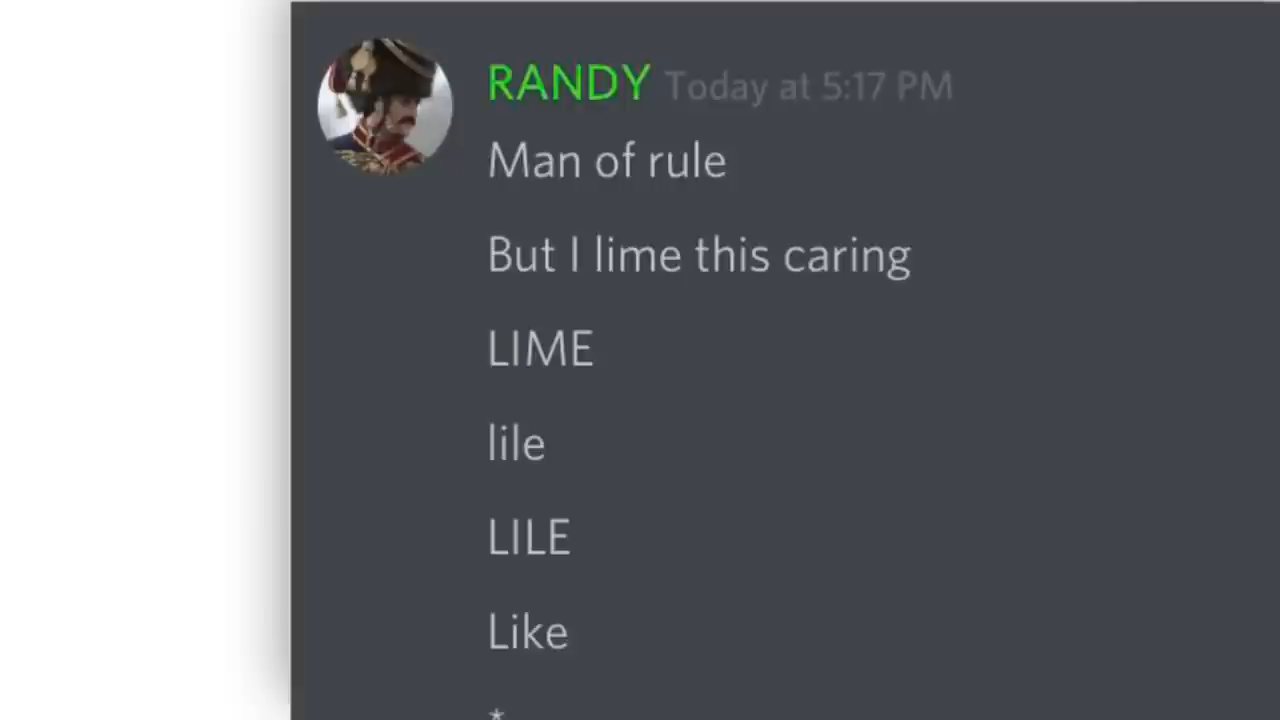 RANDY Today at 5:17 PM
Man of rule
But I lime this caring
LIME
lile
LILE
Like
*